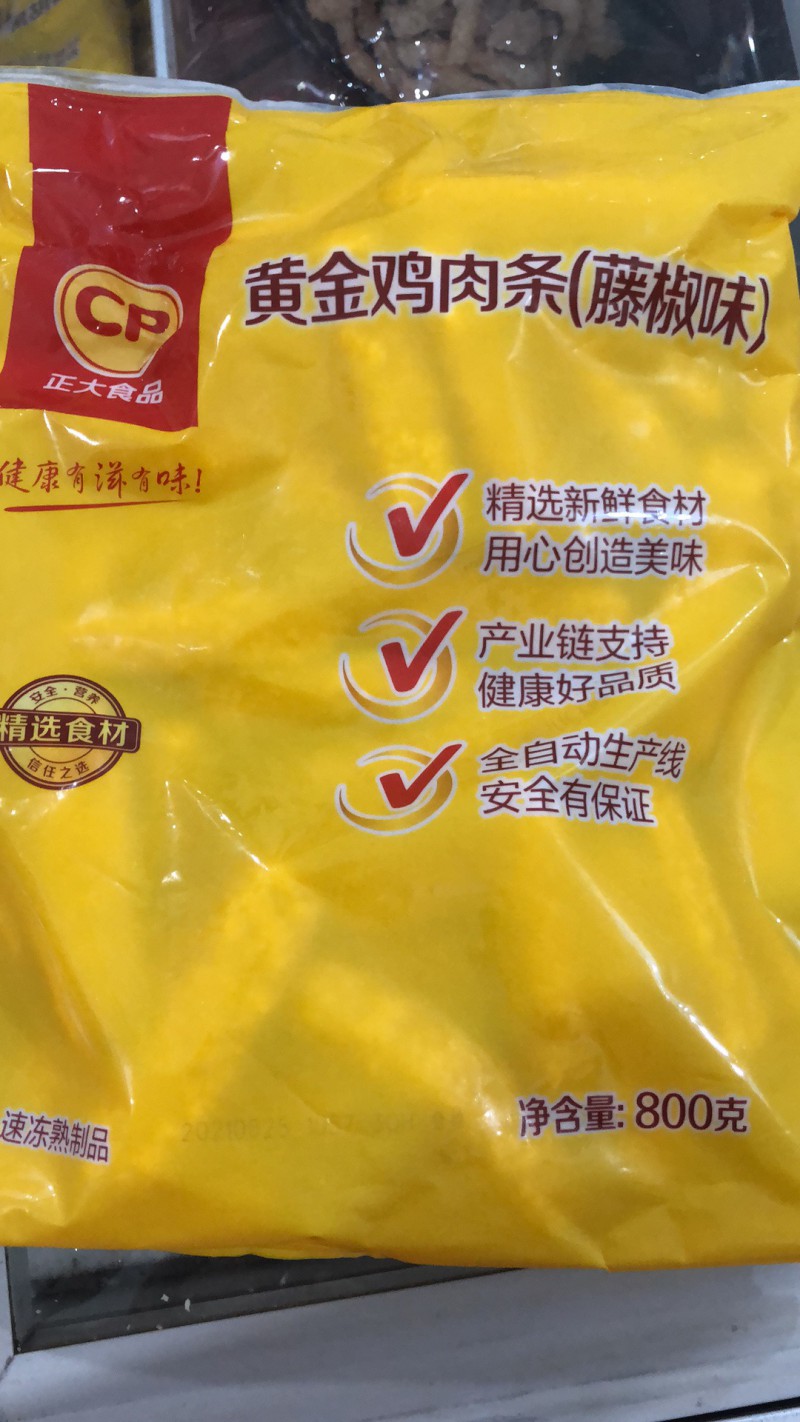 黄金鸡肉条(藤椒味)
CP
正大食品
健康有滋有味!
精选新鲜食材
用心创造美味
产业链支持
健康好品质
安全·营养
精选食材
信任之选
全自动生产线
安全有保证
净含量: 800克
速冻熟制品